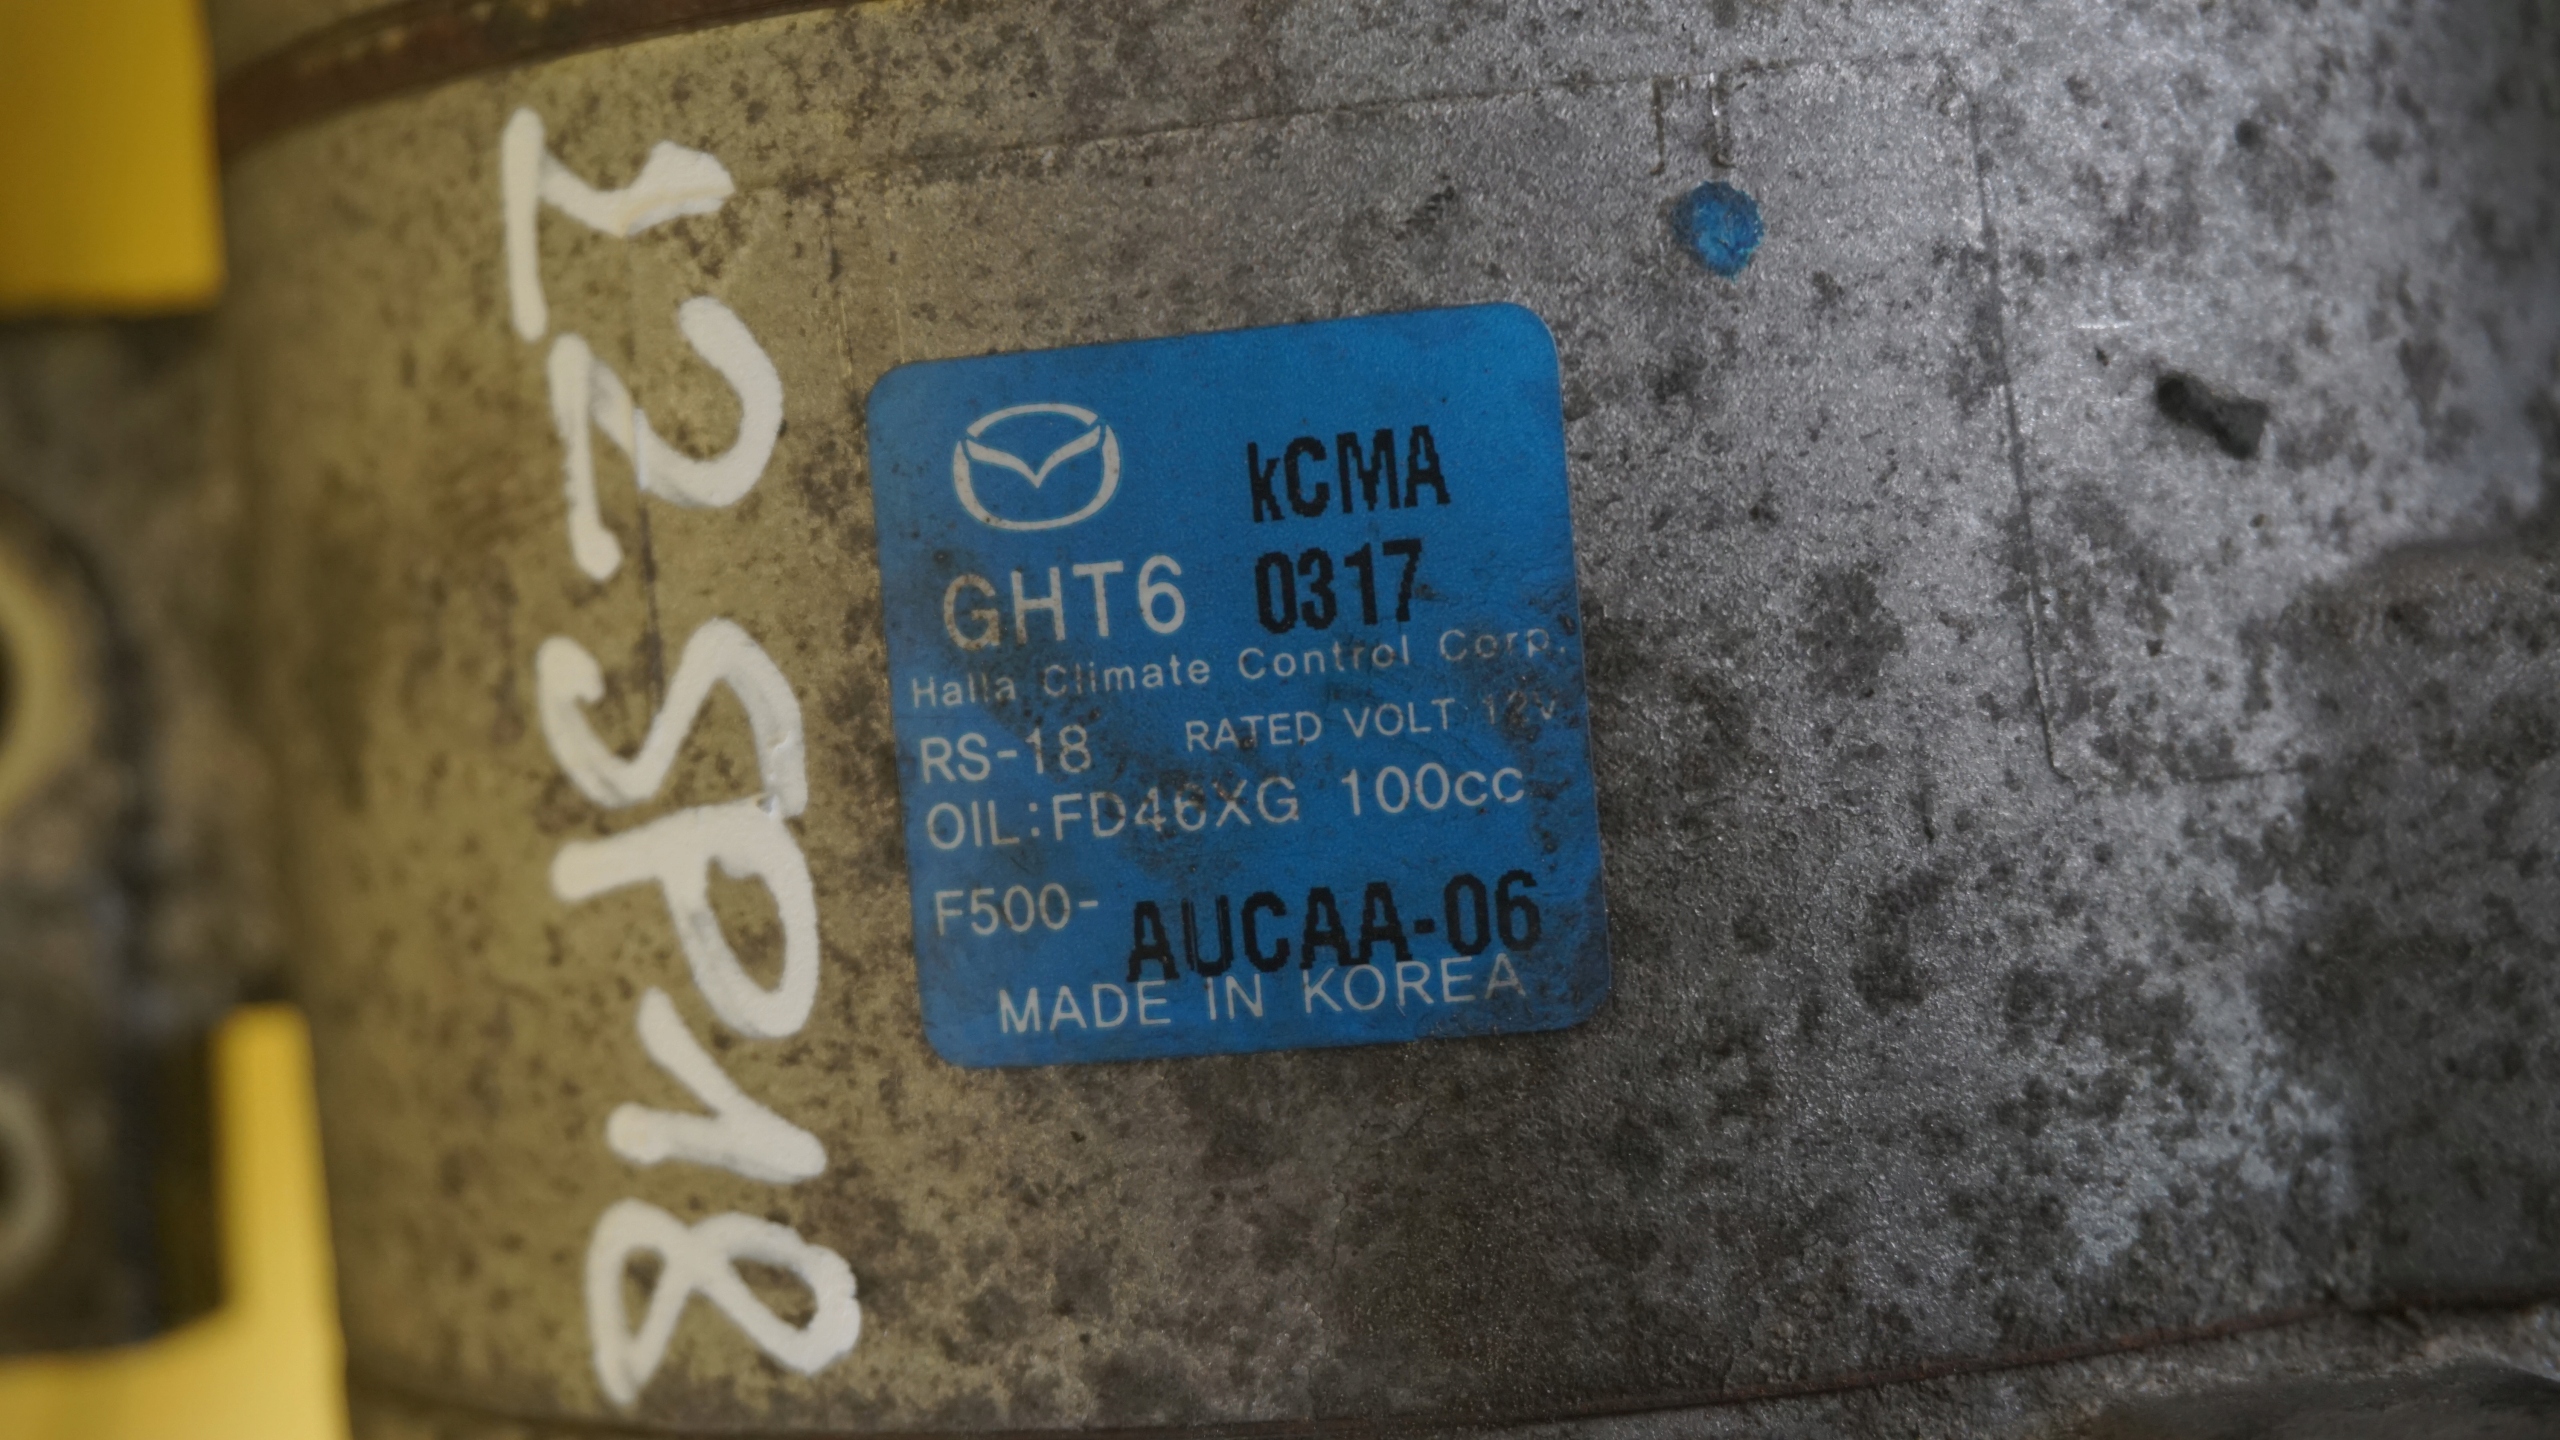 12SP18
kCMA
GHT6 0317
Halla Climate Control Corp.
RS-18 RATED VOLT 12v
OIL:FD46XG 100cc
F500-AUCAA-06
MADE IN KOREA